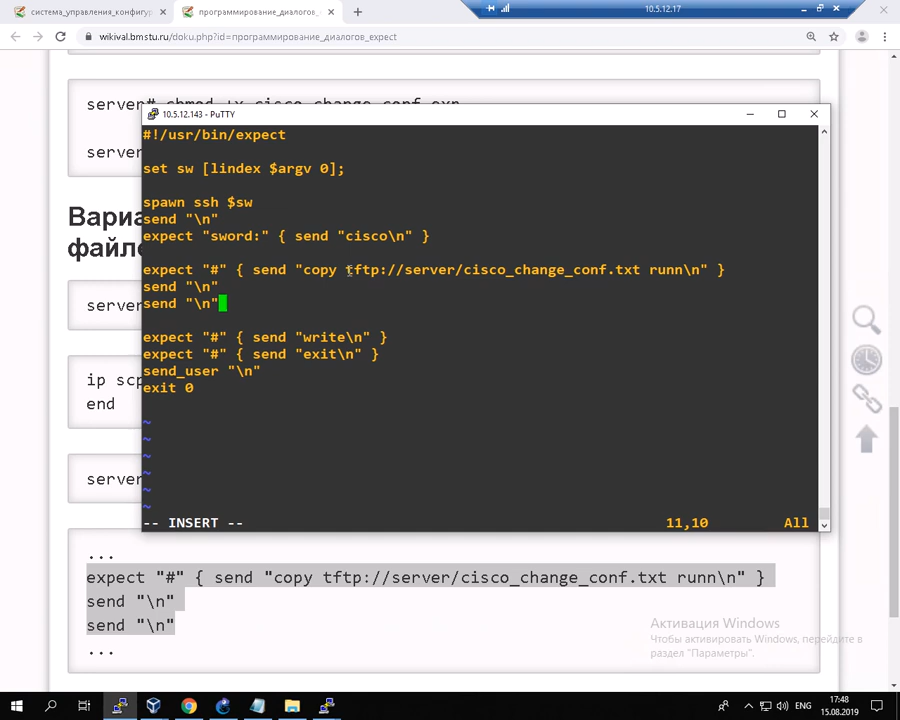 система_управления_конфигур
программирование_диалогов_
10.5.12.17
wikival.bmstu.ru/doku.php?id=программирование_диалогов_expect
server# chmod +x cisco_change_conf.exp
10.5.12.143 - PuTTY
#!/usr/bin/expect
server
set sw [lindex $argv 0];
spawn ssh $sw
Вариа
send "\n"
expect "sword:" { send "cisco\n" }
файло
expect "#" { send "copy tftp://server/cisco_change_conf.txt runn\n" }
send "\n"
send "\n"
server
expect "#" { send "write\n" }
expect "#" { send "exit\n" }
send_user "\n"
exit 0
ip scp
end
~
~
~
~
~
~
server
-- INSERT --
11,10
All
...
expect "#" { send "copy tftp://server/cisco_change_conf.txt runn\n" }
send "\n"
send "\n"
...
Активация Windows
Чтобы активировать Windows, перейдите в
раздел "Параметры".
ENG
17:48
15.08.2019